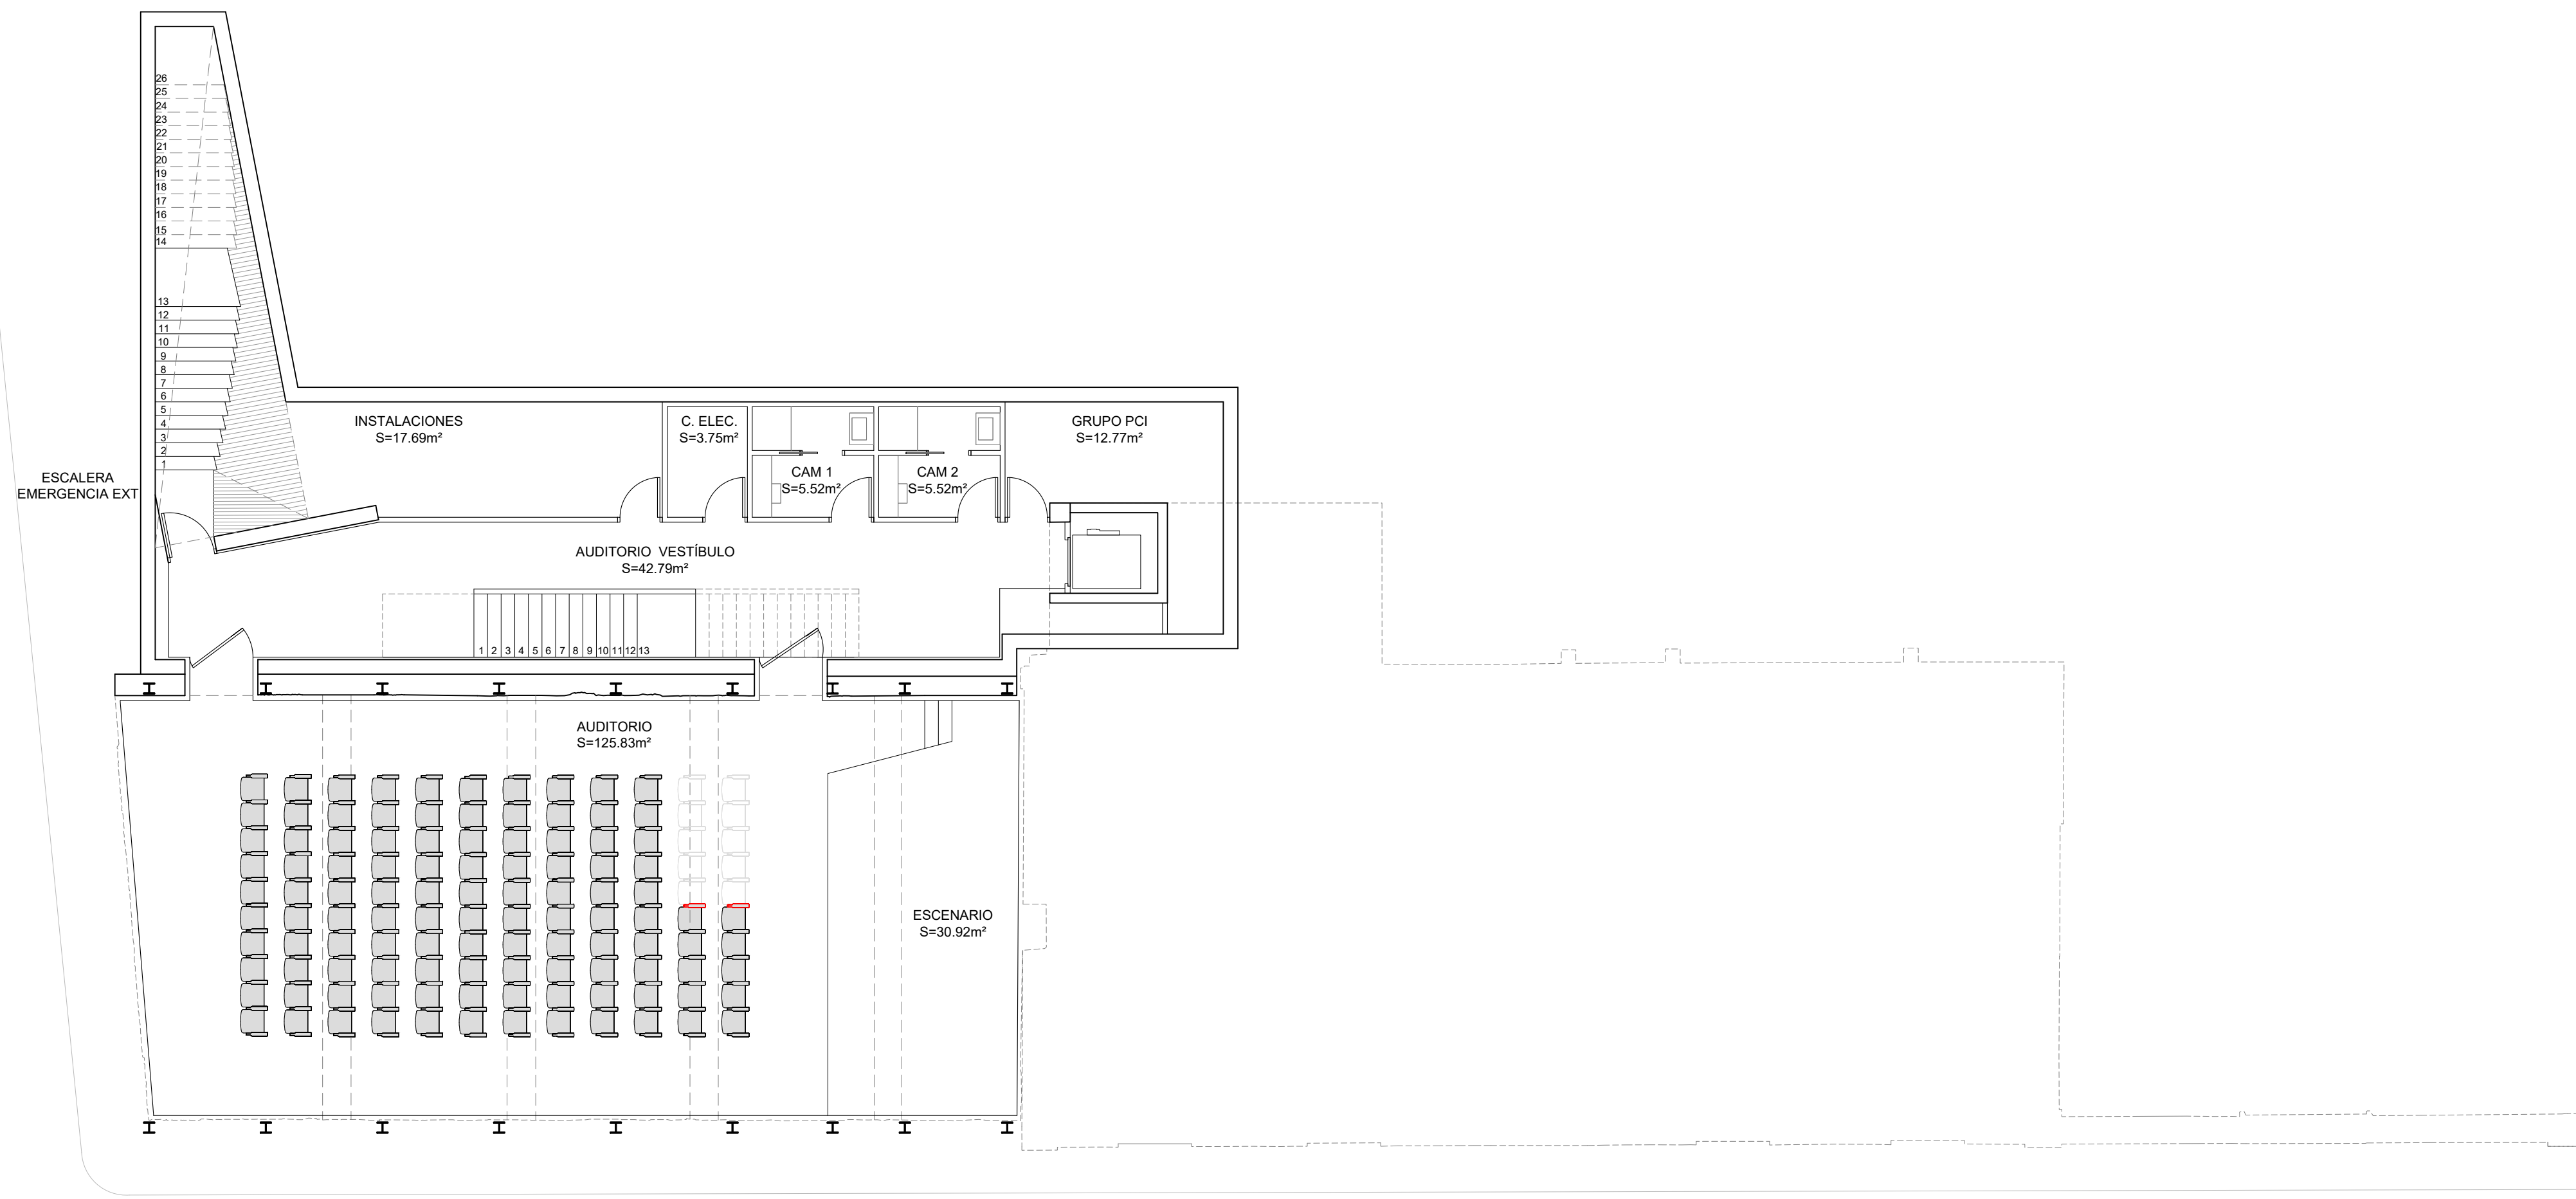 26
25
24
23
22
21
20
19
18
17
16
15
14
13
12
11
10
9
8
7
6
5
4
3
2
1
ESCALERA
EMERGENCIA EXT
INSTALACIONES
S=17.69m²
C. ELEC.
S=3.75m²
CAM 1
S=5.52m²
CAM 2
S=5.52m²
GRUPO PCI
S=12.77m²
AUDITORIO VESTÍBULO
S=42.79m²
1 2 3 4 5 6 7 8 9 10 11 12 13
AUDITORIO
S=125.83m²
ESCENARIO
S=30.92m²